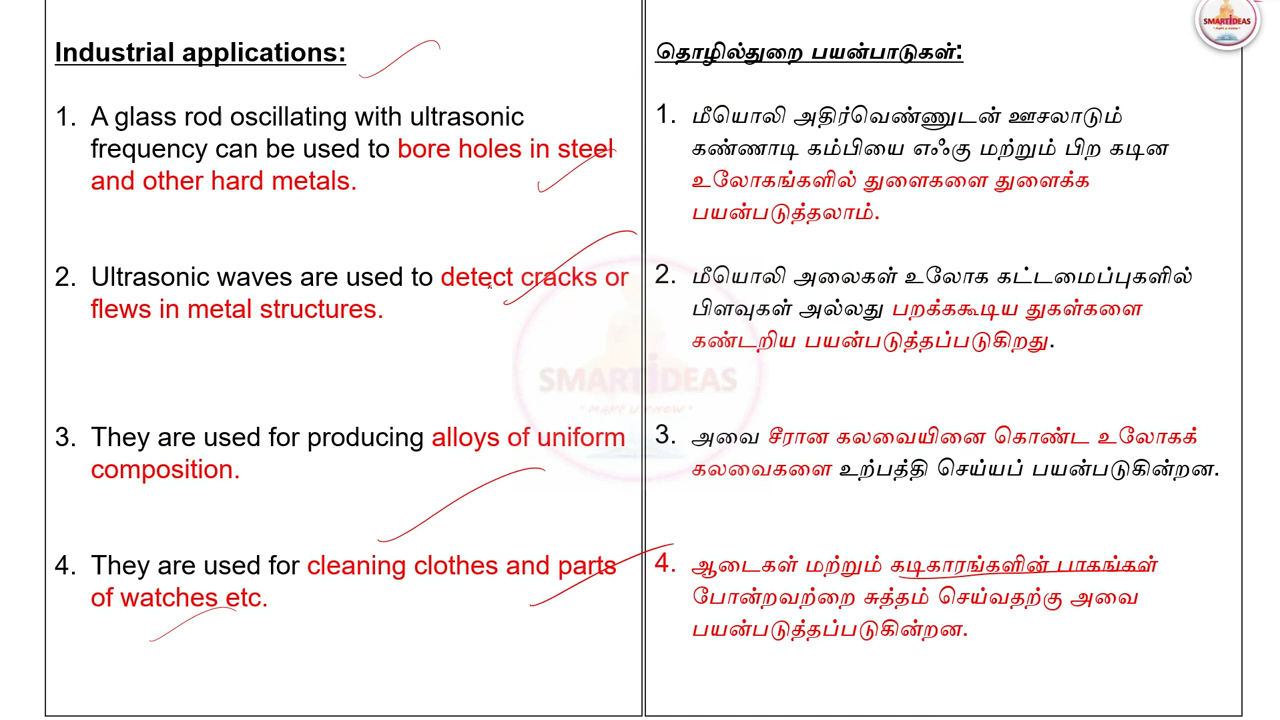 SMARTIDEAS
Industrial applications:
1. A glass rod oscillating with ultrasonic
frequency can be used to bore holes in steel
and other hard metals.
2. Ultrasonic waves are used to detect cracks or
flews in metal structures.
3. They are used for producing alloys of uniform
composition.
4. They are used for cleaning clothes and parts
of watches etc.
தொழில்துறை பயன்பாடுகள்:
1. மீயொலி அதிர்வெண்ணுடன் ஊசலாடும்
கண்ணாடி கம்பியை எஃகு மற்றும் பிற கடின
உலோகங்களில் துளைகளை துளைக்க
பயன்படுத்தலாம்.
2. மீயொலி அலைகள் உலோக கட்டமைப்புகளில்
பிளவுகள் அல்லது பறக்ககூடிய துகள்களை
கண்டறிய பயன்படுத்தப்படுகிறது.
3. அவை சீரான கலவையினை கொண்ட உலோகக்
கலவைகளை உற்பத்தி செய்யப் பயன்படுகின்றன.
4. ஆடைகள் மற்றும் கடிகாரங்களின் பாகங்கள்
போன்றவற்றை சுத்தம் செய்வதற்கு அவை
பயன்படுத்தப்படுகின்றன.
SMARTIDEAS